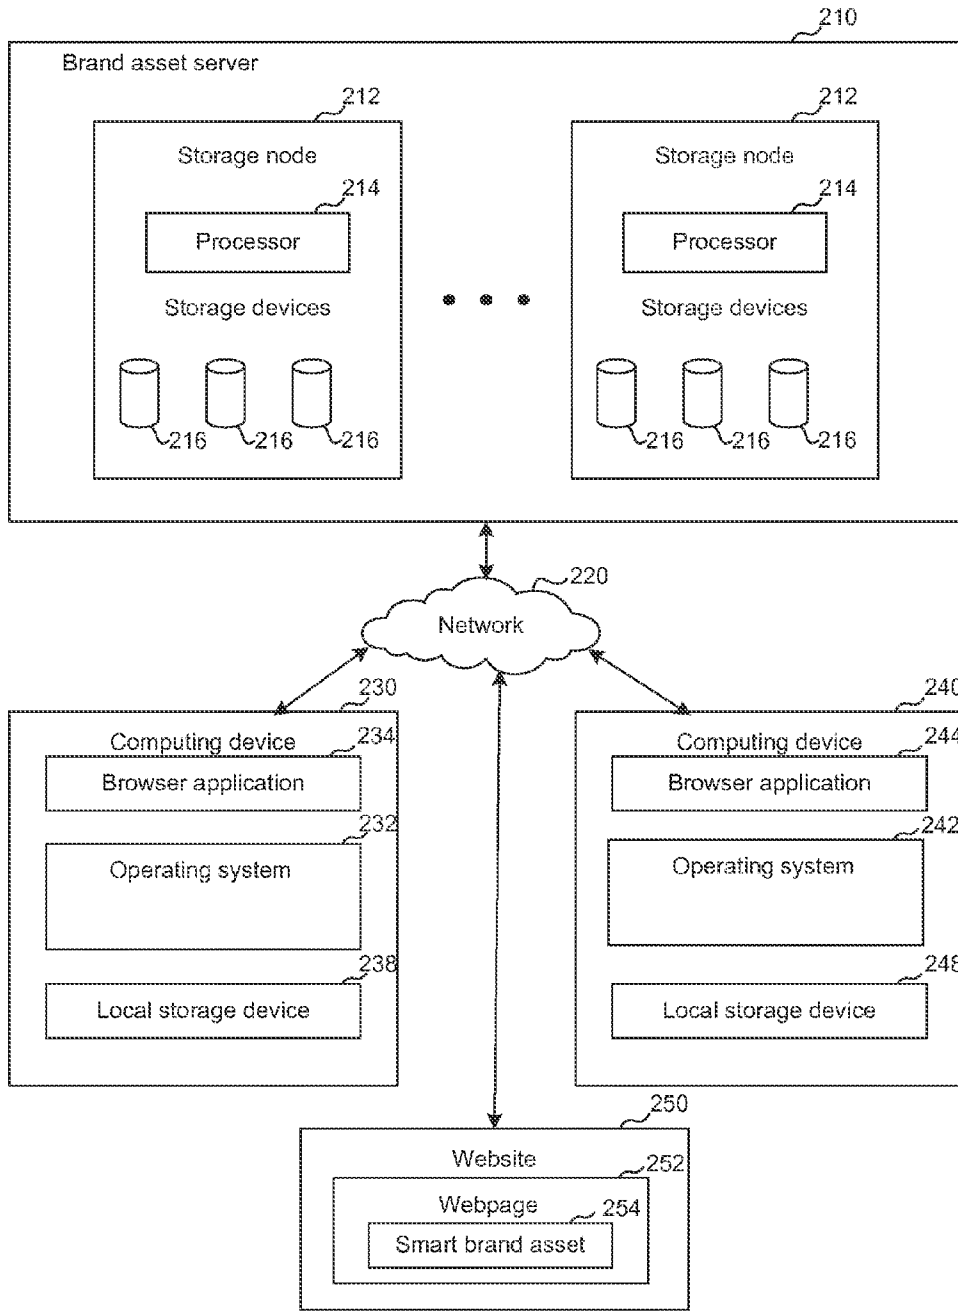 210
Brand asset server
212 212
Storage node Storage node
214 214
Processor Processor
Storage devices Storage devices
216 216 216 216 216 216
220
Network
230 240
Computing device Computing device
234 244
Browser application Browser application
232 242
Operating system Operating system
238 248
Local storage device Local storage device
250
Website
252
Webpage
254
Smart brand asset